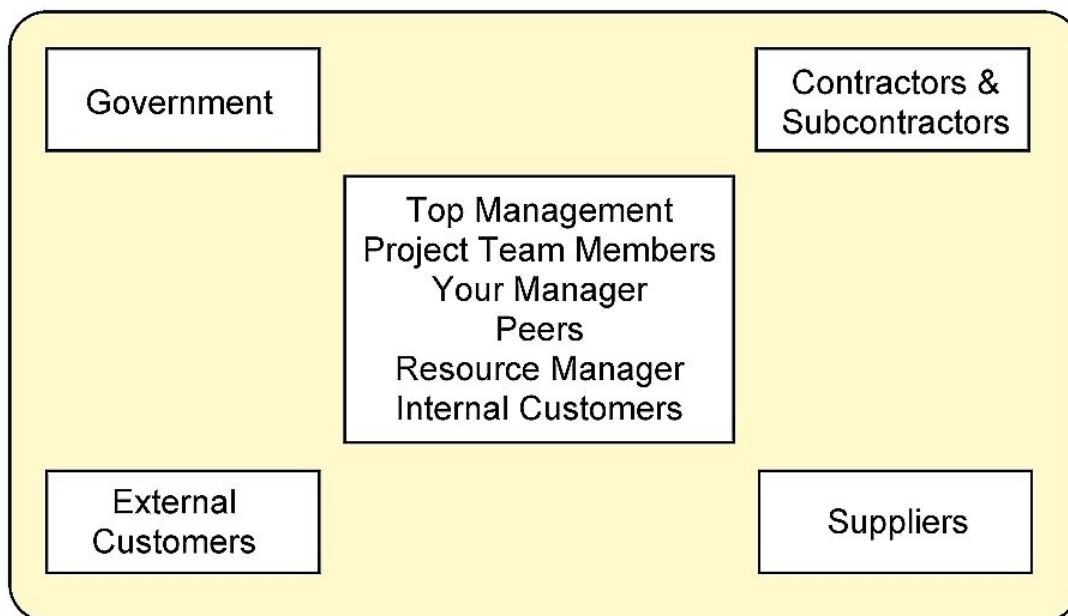 Government
Contractors &
Subcontractors
Top Management
Project Team Members
Your Manager
Peers
Resource Manager
Internal Customers
External
Customers
Suppliers